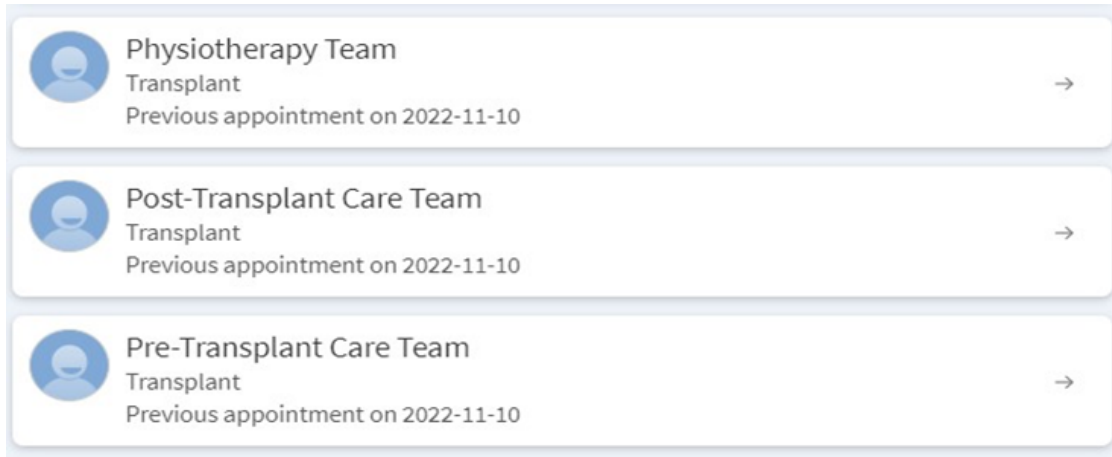 Physiotherapy Team
Transplant
Previous appointment on 2022-11-10
Post-Transplant Care Team
Transplant
Previous appointment on 2022-11-10
Pre-Transplant Care Team
Transplant
Previous appointment on 2022-11-10